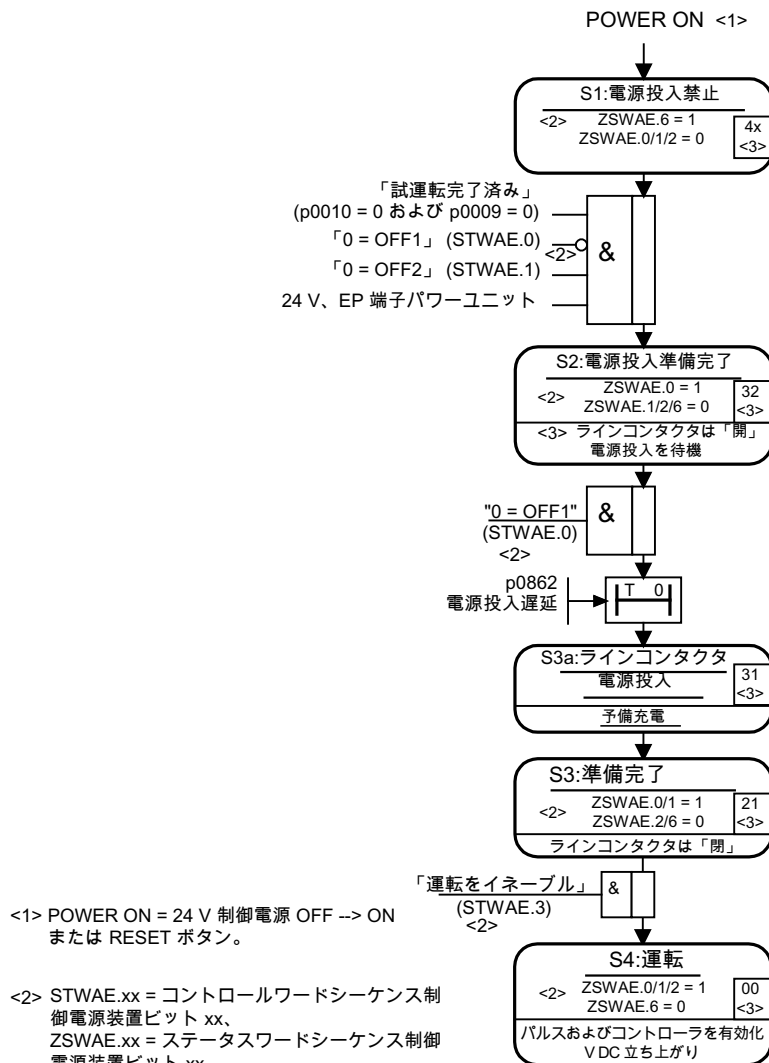 POWER ON <1>
S1:電源投入禁止
<2> ZSWAE.6 = 1
ZSWAE.0/1/2 = 0
4x
<3>
「試運転完了済み」
(p0010 = 0 および p0009 = 0)
「0 = OFF1」 (STWAE.0)
<2>
&
「0 = OFF2」 (STWAE.1)
24 V、EP 端子パワーユニット
S2:電源投入準備完了
<2> ZSWAE.0 = 1
ZSWAE.1/2/6 = 0
32
<3>
<3> ラインコンタクタは「開」
電源投入を待機
"0 = OFF1"
(STWAE.0)
<2>
&
p0862
電源投入遅延
T 0
S3a:ラインコンタクタ
電源投入
31
<3>
予備充電
S3:準備完了
<2> ZSWAE.0/1 = 1
ZSWAE.2/6 = 0
21
<3>
ラインコンタクタは「閉」
「運転をイネーブル」
(STWAE.3)
<2>
&
S4:運転
<2> ZSWAE.0/1/2 = 1
ZSWAE.6 = 0
00
<3>
パルスおよびコントローラを有効化
V DC 立ち上がり
<1> POWER ON = 24 V 制御電源 OFF --> ON
または RESET ボタン。
<2> STWAE.xx = コントロールワードシーケンス制
御電源装置ビット xx、
ZSWAE.xx = ステータスワードシーケンス制御
電源装置ビット xx